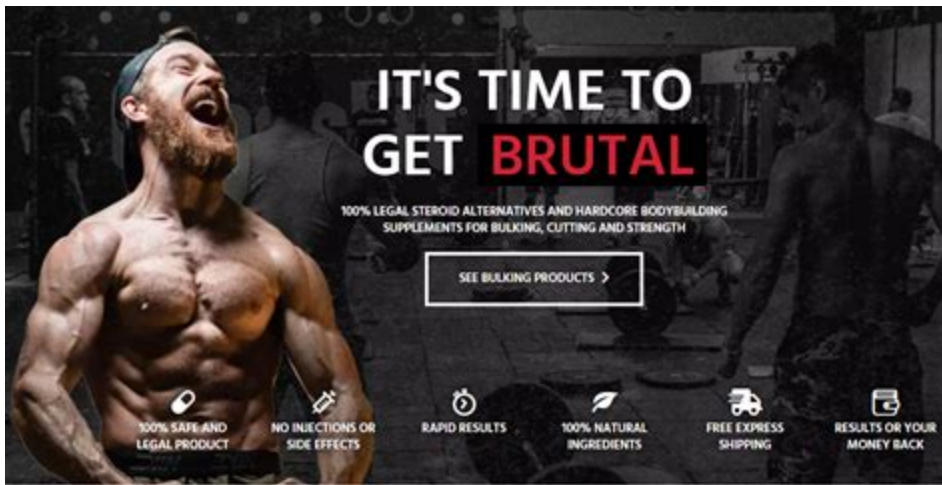 IT'S TIME TO
GET BRUTAL
100% LEGAL STEROID ALTERNATIVES AND HARDCORE BODYBUILDING
SUPPLEMENTS FOR BULKING, CUTTING AND STRENGTH
SEE BULKING PRODUCTS >
100% SAFE AND
LEGAL PRODUCT
NO INJECTIONS OR
SIDE EFFECTS
RAPID RESULTS
100% NATURAL
INGREDIENTS
FREE EXPRESS
SHIPPING
RESULTS OR YOUR
MONEY BACK